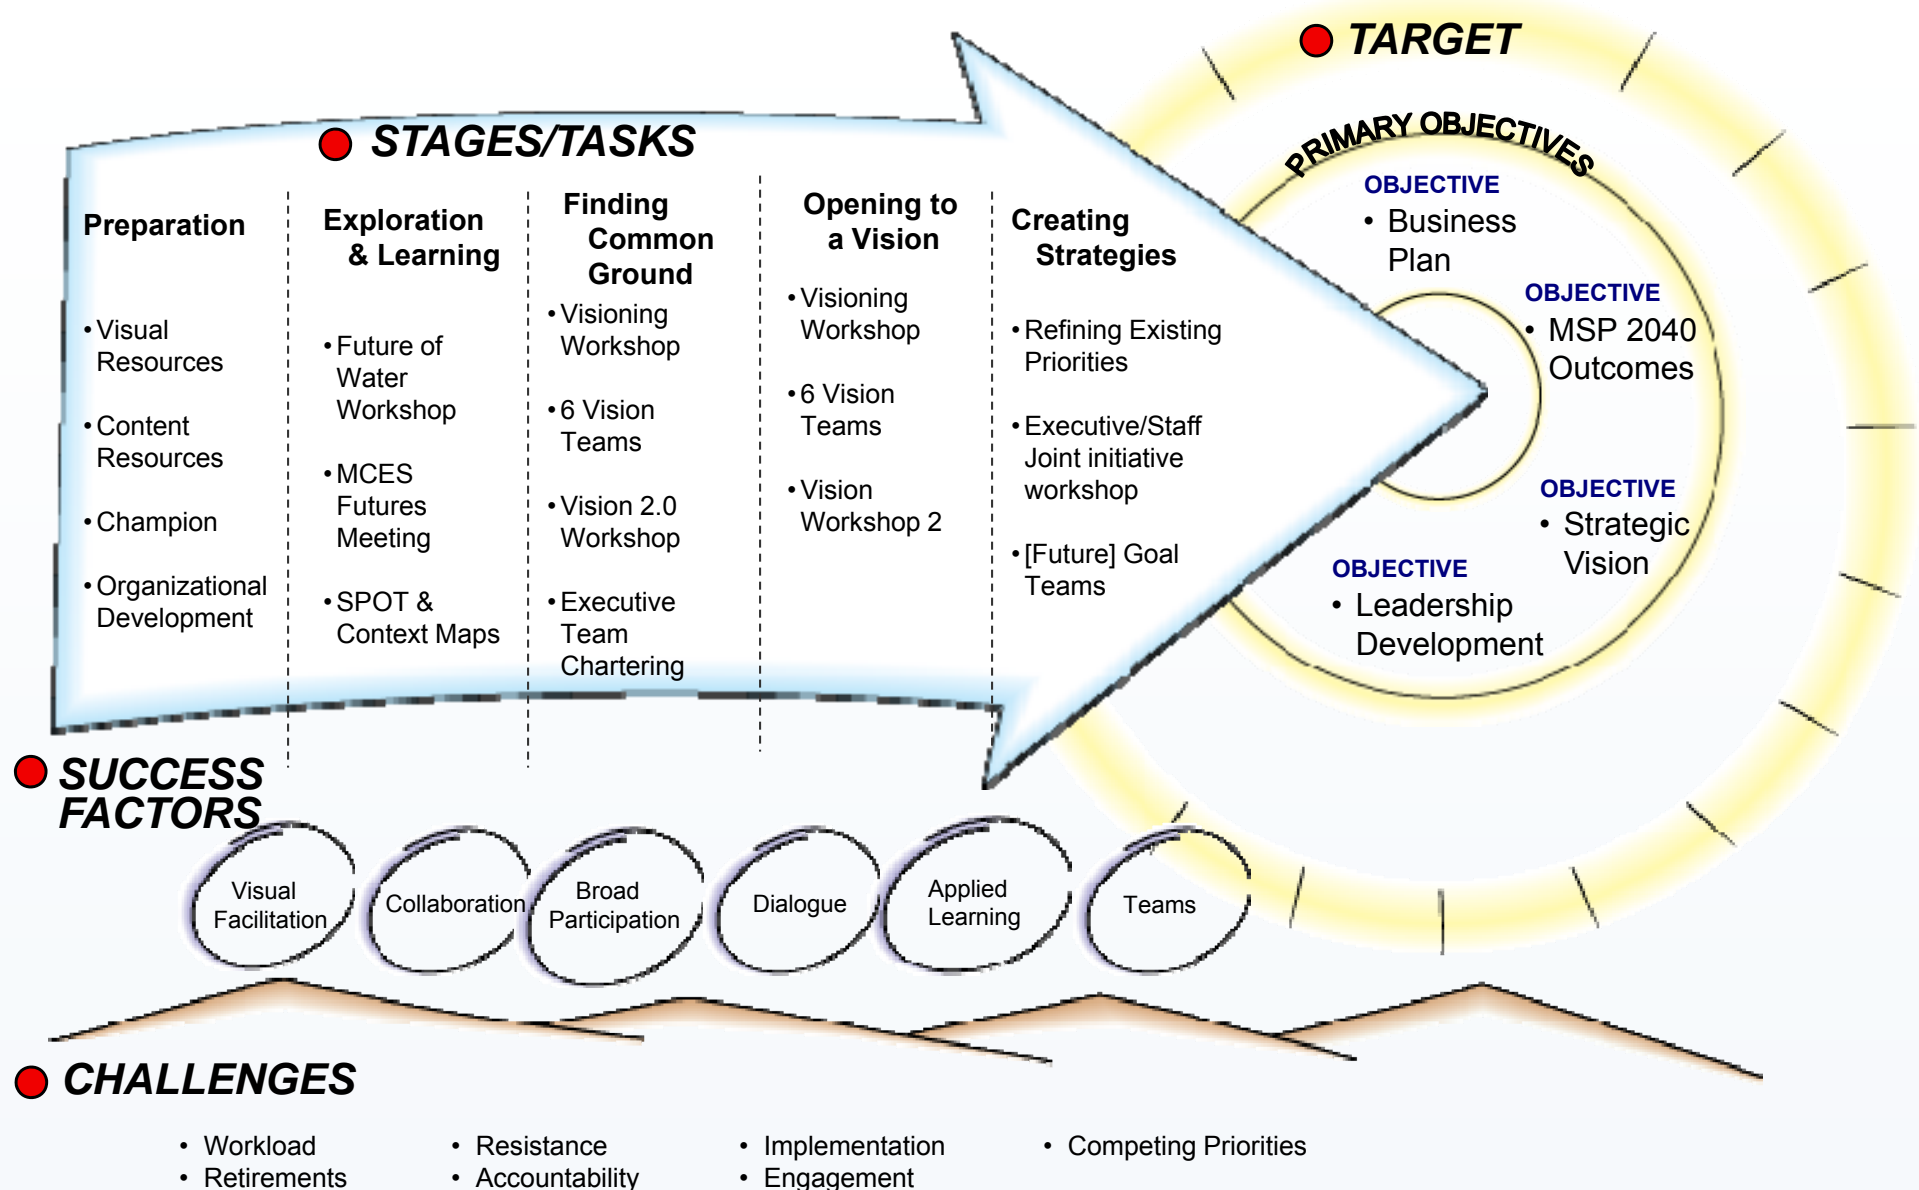 TARGET
PRIMARY OBJECTIVES
STAGES/TASKS
Preparation
• Visual
Resources
• Content
Resources
• Champion
• Organizational
Development
Exploration
& Learning
• Future of
Water
Workshop
• MCES
Futures
Meeting
• SPOT &
Context Maps
Finding
Common
Ground
• Visioning
Workshop
• 6 Vision
Teams
• Vision 2.0
Workshop
• Executive
Team
Chartering
Opening to
a Vision
• Visioning
Workshop
• 6 Vision
Teams
• Vision
Workshop 2
Creating
Strategies
• Refining Existing
Priorities
• Executive/Staff
Joint initiative
workshop
• [Future] Goal
Teams
OBJECTIVE
• Business
Plan
OBJECTIVE
• MSP 2040
Outcomes
OBJECTIVE
• Strategic
Vision
OBJECTIVE
• Leadership
Development
SUCCESS
FACTORS
Visual
Facilitation
Collaboration
Broad
Participation
Dialogue
Applied
Learning
Teams
CHALLENGES
• Workload
• Retirements
• Resistance
• Accountability
• Implementation
• Engagement
• Competing Priorities